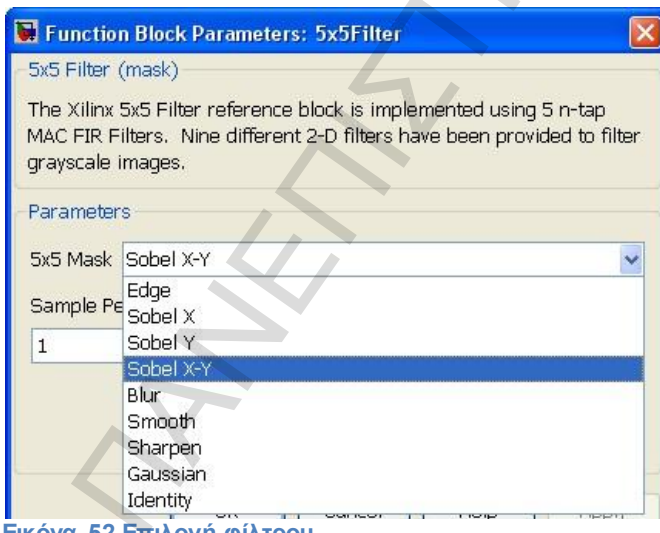 Function Block Parameters: 5x5Filter
5x5 Filter (mask)
The Xilinx 5x5 Filter reference block is implemented using 5 n-tap
MAC FIR Filters. Nine different 2-D filters have been provided to filter
grayscale images.
Parameters
5x5 Mask Sobel X-Y
Sample Pe
1
Edge
Sobel X
Sobel Y
Sobel X-Y
Blur
Smooth
Sharpen
Gaussian
Identity
Εικόνα 52 Επιλογή φίλτρου
ΠΑΝΕΠΙΣΤ